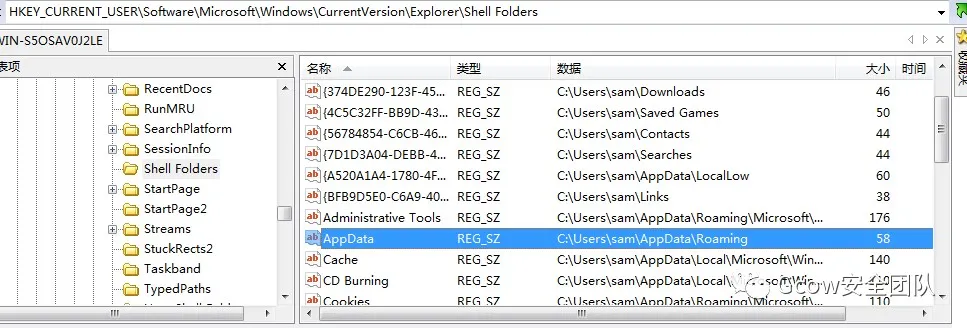 HKEY_CURRENT_USER\Software\Microsoft\Windows\CurrentVersion\Explorer\Shell Folders
WIN-S5OSAV0J2LE
表项
RecentDocs
RunMRU
SearchPlatform
SessionInfo
Shell Folders
StartPage
StartPage2
Streams
StuckRects2
Taskband
TypedPaths
名称 类型 数据 大小 时间
{374DE290-123F-45... REG_SZ C:\Users\sam\Downloads 46
{4C5C32FF-BB9D-43... REG_SZ C:\Users\sam\Saved Games 50
{56784854-C6CB-46... REG_SZ C:\Users\sam\Contacts 44
{7D1D3A04-DEBB-4... REG_SZ C:\Users\sam\Searches 44
{A520A1A4-1780-4F... REG_SZ C:\Users\sam\AppData\LocalLow 60
{BFB9D5E0-C6A9-40... REG_SZ C:\Users\sam\Links 38
Administrative Tools REG_SZ C:\Users\sam\AppData\Roaming\Microsoft\... 176
AppData REG_SZ C:\Users\sam\AppData\Roaming 58
Cache REG_SZ C:\Users\sam\AppData\Local\Microsoft\Win... 140
CD Burning REG_SZ C:\Users\sam\AppData\Local\Microsoft\Win...
Cookies REG_SZ C:\Users\sam\AppData\Roaming\Microsoft\... 110
收藏夹
Gcow安全团队